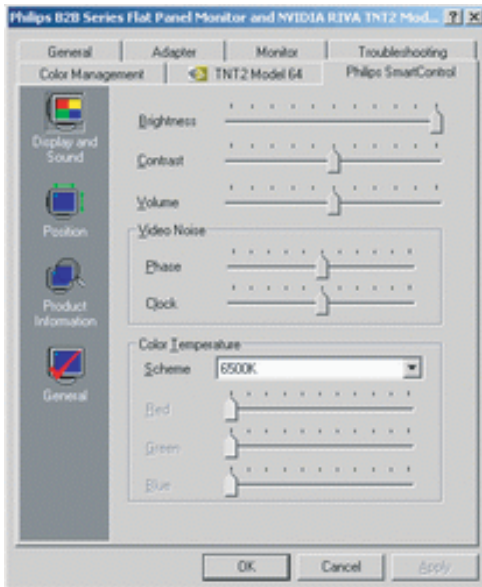 Philips B2B Series Flat Panel Monitor and NVIDIA RIVA TNT2 Mod...
General Adapter Monitor Troubleshooting
Color Management TNT2 Model 64 Philips SmartControl
Display and
Sound
Position
Product
Information
General
Brightness
Contrast
Volume
Video Noise
Phase
Clock
Color Temperature
Scheme 6500K
Red
Green
Blue
OK Cancel Apply